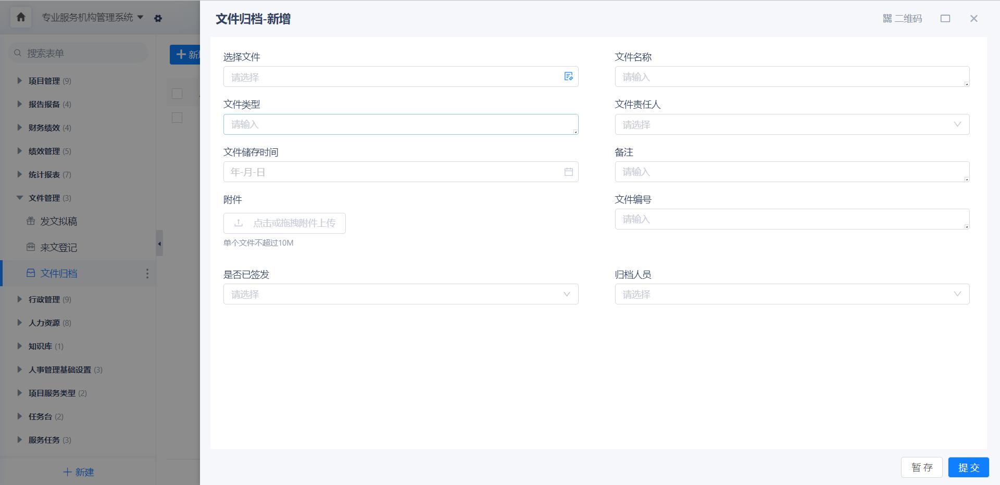 专业服务机构管理系统
搜索表单
项目管理 (9)
报告报备 (4)
财务绩效 (4)
绩效管理 (5)
统计报表 (7)
文件管理 (3)
发文拟稿
来文登记
文件归档
行政管理 (9)
人力资源 (8)
知识库 (1)
人事管理基础设置 (3)
项目服务类型 (2)
任务台 (2)
服务任务 (3)
新建
文件归档-新增
二维码
选择文件
请选择
文件名称
请输入
文件类型
请输入
文件责任人
请选择
文件储存时间
年-月-日
备注
请输入
附件
点击或拖拽附件上传
单个文件不超过10M
文件编号
请输入
是否已签发
请选择
归档人员
请选择
暂 存
提 交